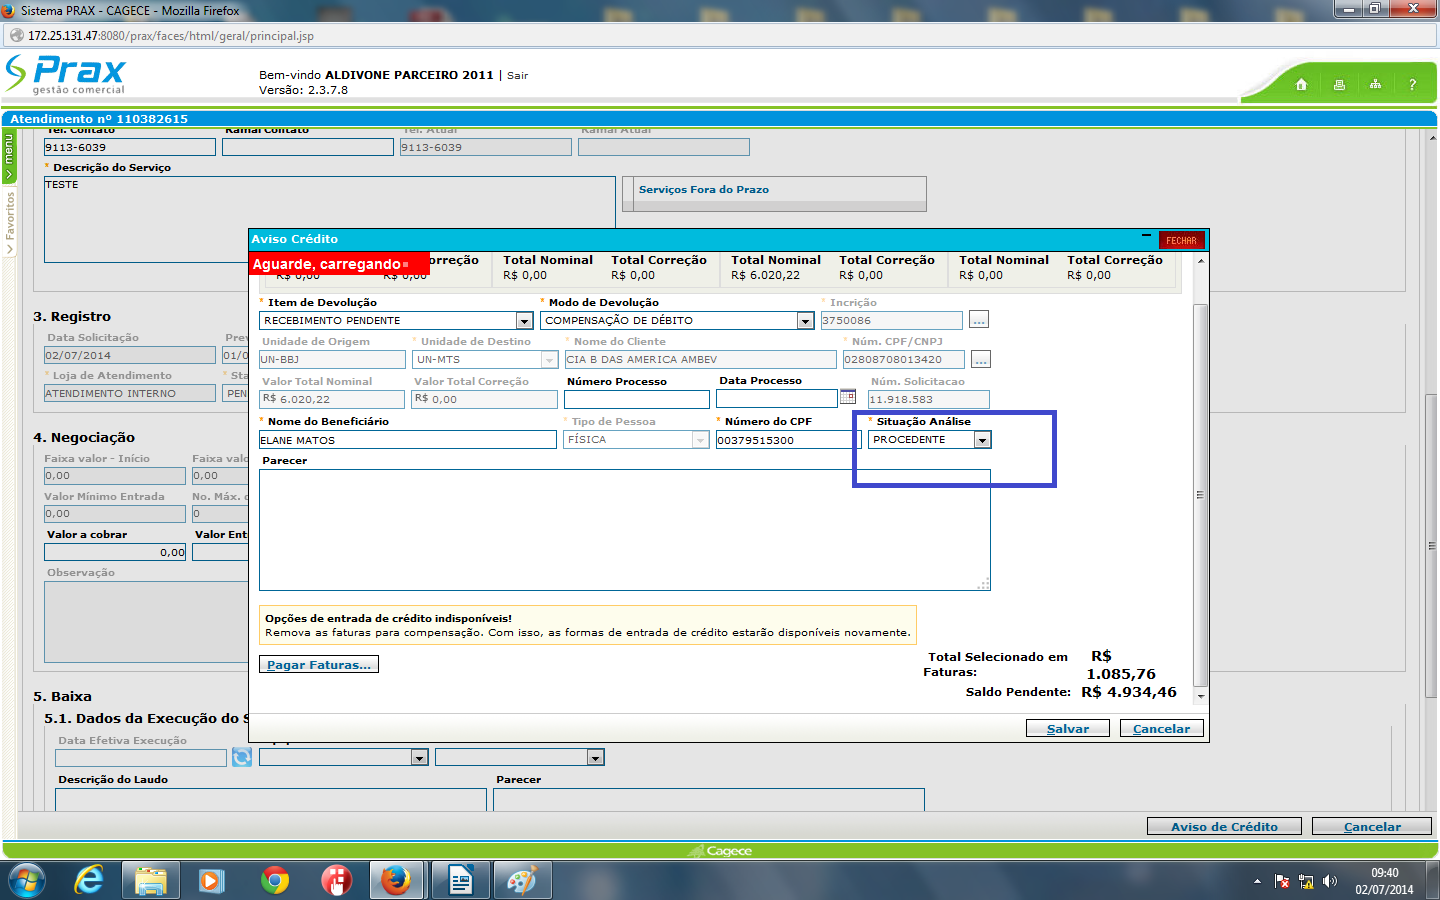 Sistema PRAX - CAGECE - Mozilla Firefox
172.25.131.47:8080/prax/faces/html/geral/principal.jsp
Prax
gestão comercial
Bem-vindo ALDIVONE PARCEIRO 2011 | Sair
Versão: 2.3.7.8
?
Atendimento nº 110382615
menu
Favoritos
Tel. Contato Ramal Contato Tel. Atual Ramal Atual
9113-6039 9113-6039
* Descrição do Serviço
TESTE
Serviços Fora do Prazo
Aviso Crédito
FECHAR
Aguarde, carregando
orreção Total Nominal Total Correção Total Nominal Total Correção Total Nominal Total Correção
R$ 0,00 R$ 0,00 R$ 0,00 R$ 0,00 R$ 6.020,22 R$ 0,00 R$ 0,00 R$ 0,00
* Item de Devolução * Modo de Devolução * Incrição
RECEBIMENTO PENDENTE COMPENSAÇÃO DE DÉBITO 3750086 ...
Unidade de Origem * Unidade de Destino * Nome do Cliente * Núm. CPF/CNPJ
UN-BBJ UN-MTS CIA B DAS AMERICA AMBEV 02808708013420 ...
Valor Total Nominal Valor Total Correção Número Processo Data Processo Núm. Solicitacao
R$ 6.020,22 R$ 0,00 11.918.583
* Nome do Beneficiário * Tipo de Pessoa * Número do CPF * Situação Análise
ELANE MATOS FÍSICA 00379515300 PROCEDENTE
Parecer
Opções de entrada de crédito indisponíveis!
Remova as faturas para compensação. Com isso, as formas de entrada de crédito estarão disponíveis novamente.
Pagar Faturas...
Total Selecionado em Faturas: R$ 1.085,76
Saldo Pendente: R$ 4.934,46
Salvar Cancelar
3. Registro
Data Solicitação Prev
02/07/2014 01/0
* Loja de Atendimento * Sta
ATENDIMENTO INTERNO PEN
4. Negociação
Faixa valor - Início Faixa valo
0,00 0,00
Valor Mínimo Entrada No. Máx.
0,00 0
Valor a cobrar Valor Ent
0,00
Observação
5. Baixa
5.1. Dados da Execução do S
Data Efetiva Execução
Descrição do Laudo Parecer
Aviso de Crédito Cancelar
Cagece
09:40
02/07/2014